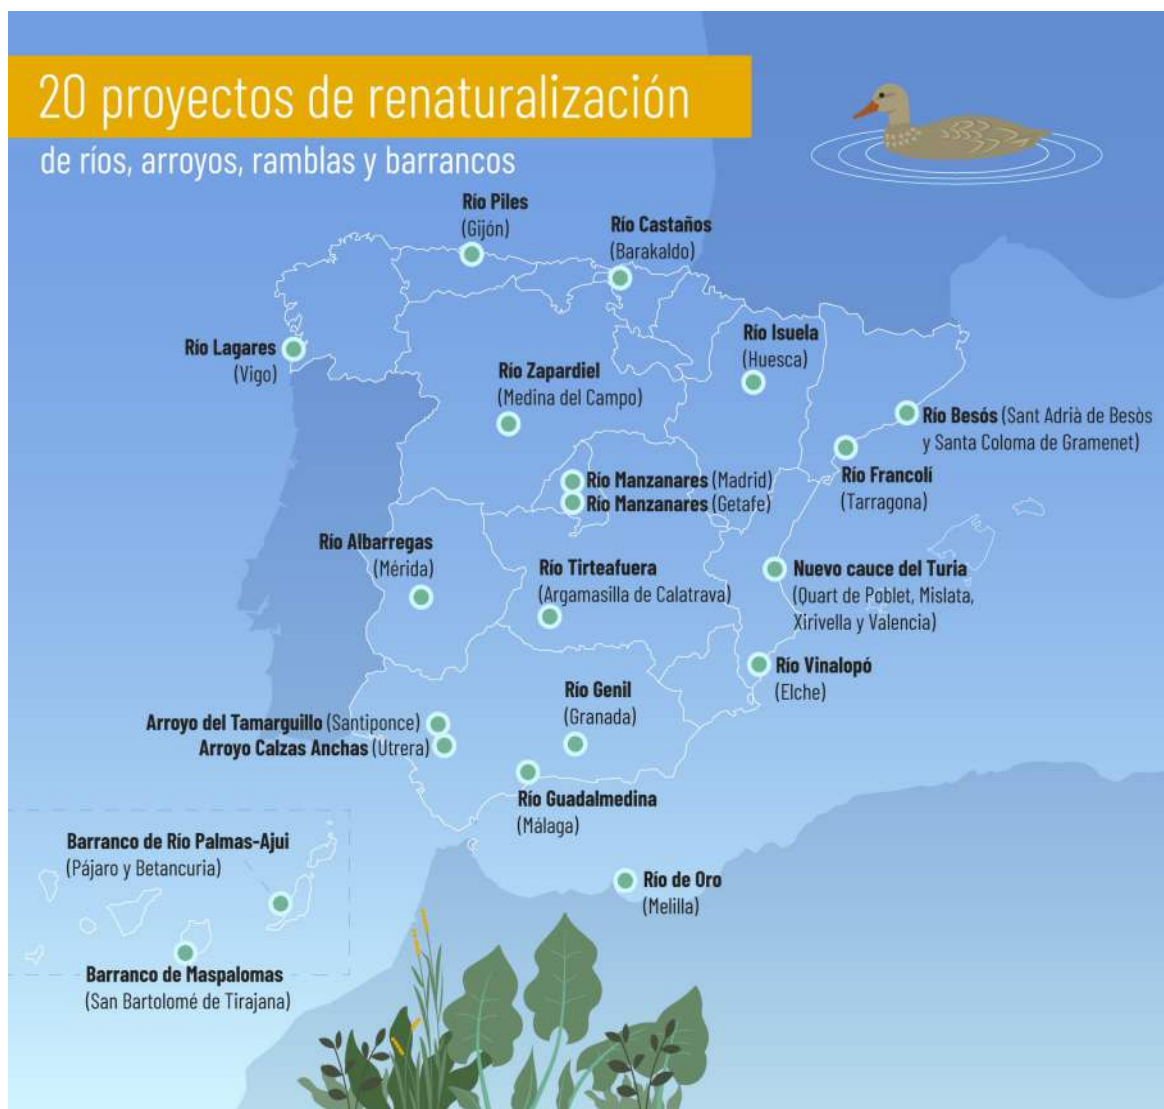 20 proyectos de renaturalización
de ríos, arroyos, ramblas y barrancos
Río Piles
(Gijón)
Río Castaños
(Barakaldo)
Río Lagares
(Vigo)
Río Isuela
(Huesca)
Río Zapardiel
(Medina del Campo)
Río Besós (Sant Adrià de Besòs
y Santa Coloma de Gramenet)
Río Francolí
(Tarragona)
Río Manzanares (Madrid)
Río Manzanares (Getafe)
Río Albarregas
(Mérida)
Río Tirteafuera
(Argamasilla de Calatrava)
Nuevo cauce del Turia
(Quart de Poblet, Mislata,
Xirivella y Valencia)
Río Vinalopó
(Elche)
Río Genil
(Granada)
Arroyo del Tamarguillo (Santiponce)
Arroyo Calzas Anchas (Utrera)
Río Guadalmedina
(Málaga)
Barranco de Río Palmas-Ajui
(Pájaro y Betancuria)
Río de Oro
(Melilla)
Barranco de Maspalomas
(San Bartolomé de Tirajana)